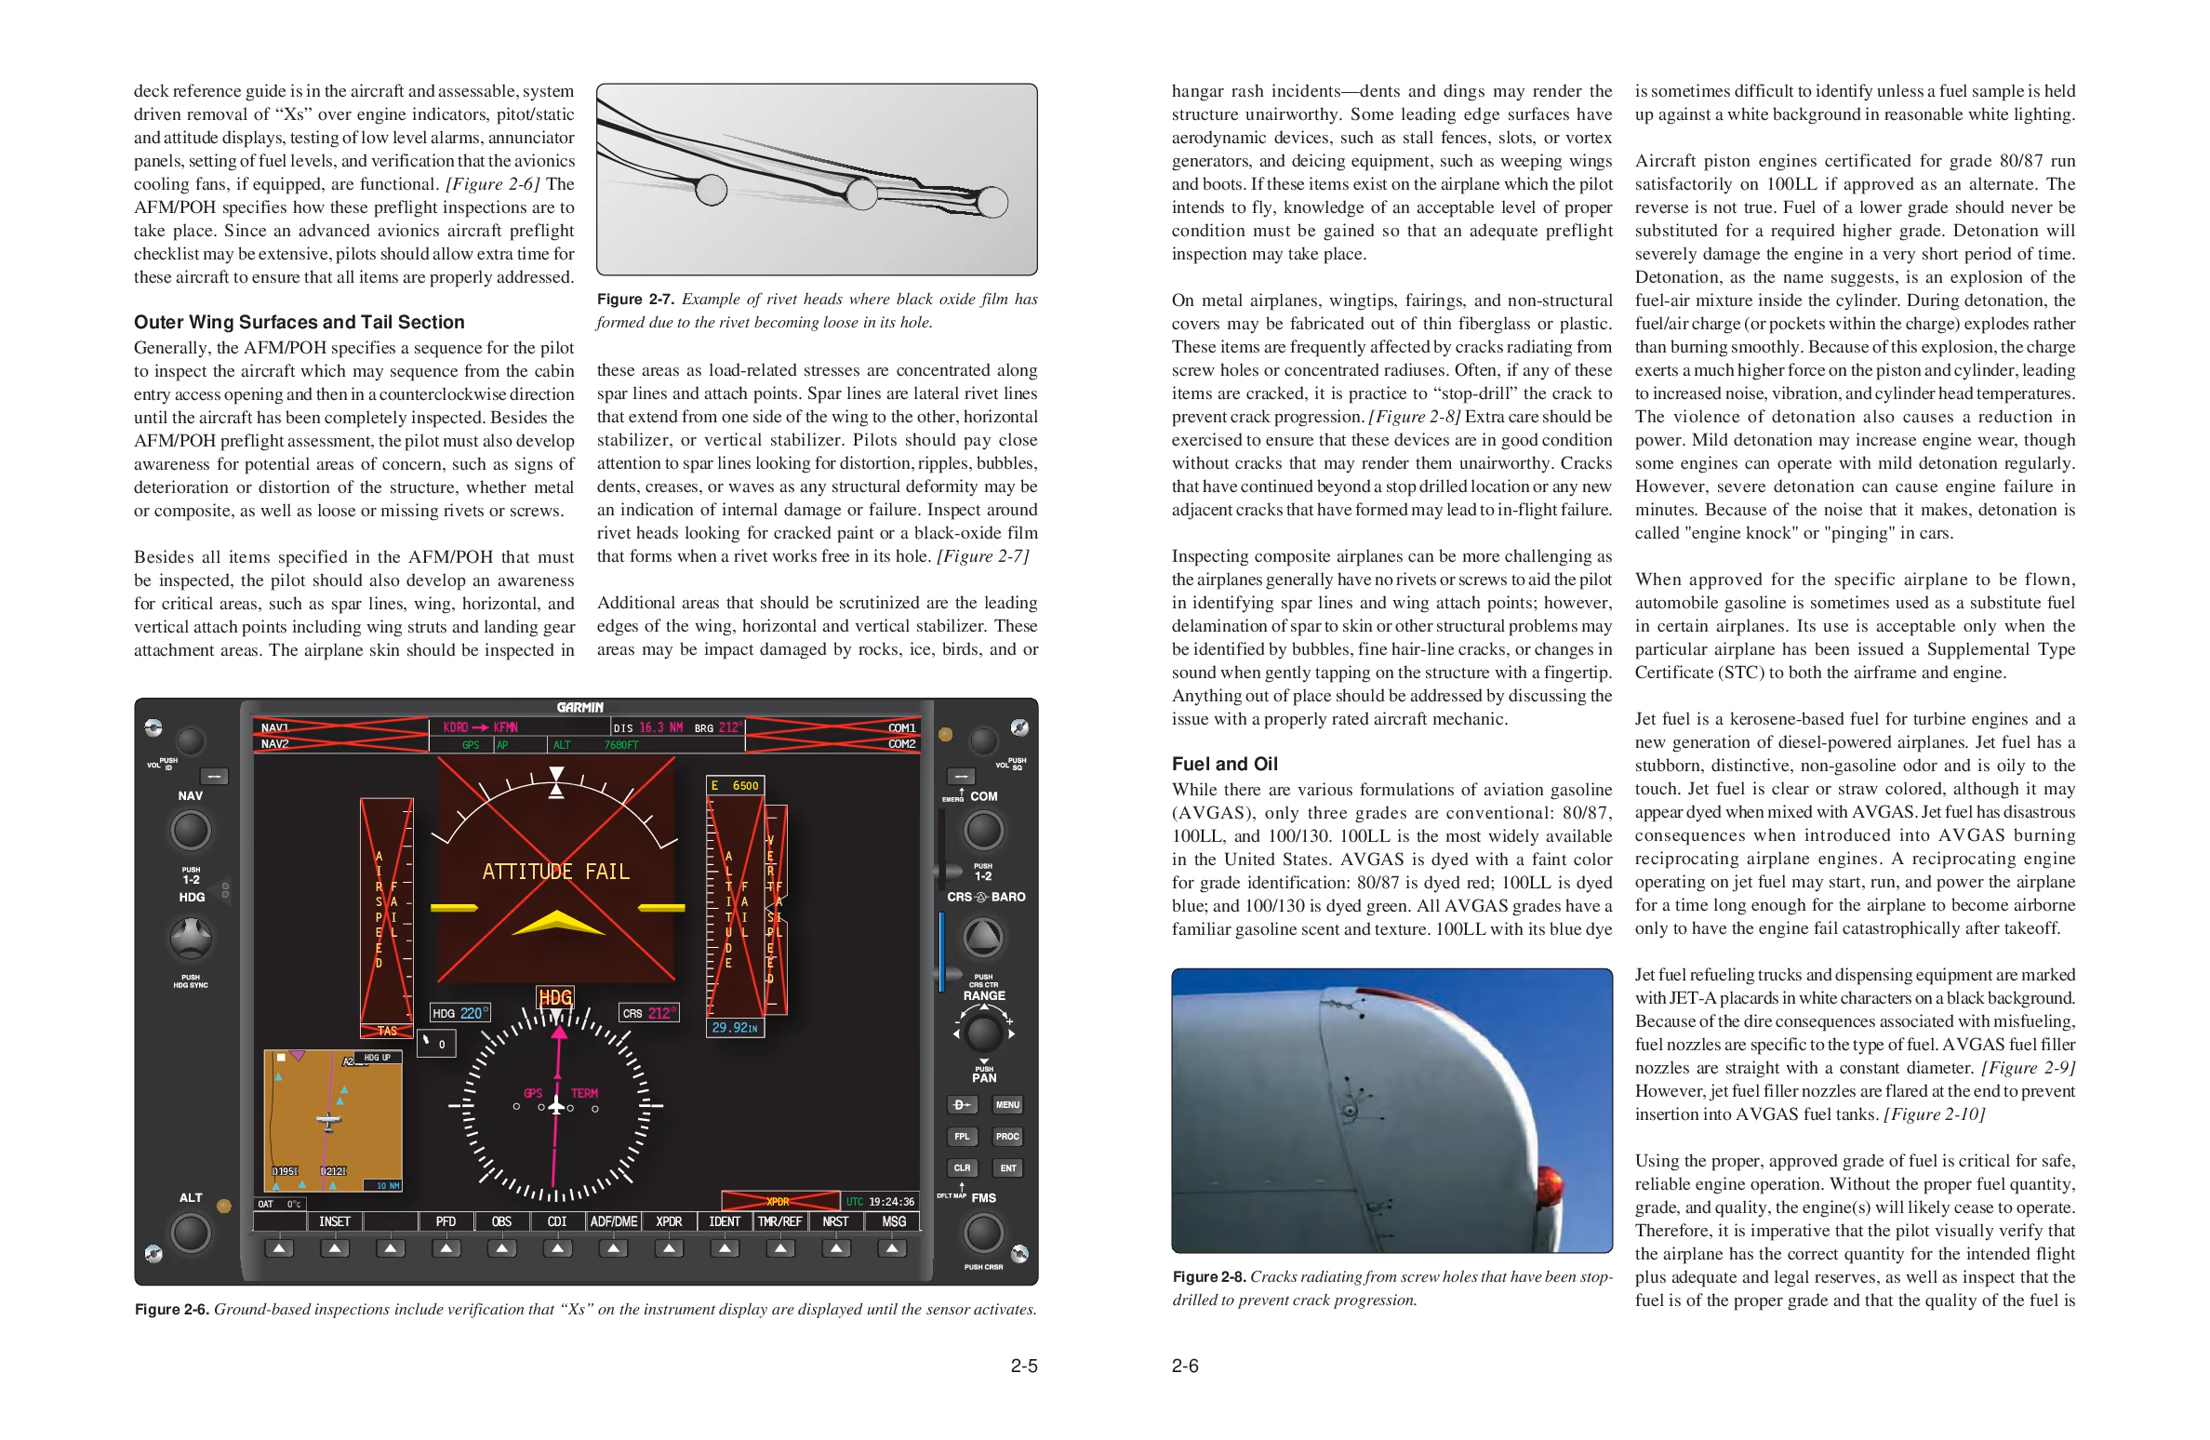 deck reference guide is in the aircraft and assessable, system
driven removal of “Xs” over engine indicators, pitot/static
and attitude displays, testing of low level alarms, annunciator
panels, setting of fuel levels, and verification that the avionics
cooling fans, if equipped, are functional. [Figure 2-6] The
AFM/POH specifies how these preflight inspections are to
take place. Since an advanced avionics aircraft preflight
checklist may be extensive, pilots should allow extra time for
these aircraft to ensure that all items are properly addressed.
Outer Wing Surfaces and Tail Section
Generally, the AFM/POH specifies a sequence for the pilot
to inspect the aircraft which may sequence from the cabin
entry access opening and then in a counterclockwise direction
until the aircraft has been completely inspected. Besides the
AFM/POH preflight assessment, the pilot must also develop
awareness for potential areas of concern, such as signs of
deterioration or distortion of the structure, whether metal
or composite, as well as loose or missing rivets or screws.
Besides all items specified in the AFM/POH that must
be inspected, the pilot should also develop an awareness
for critical areas, such as spar lines, wing, horizontal, and
vertical attach points including wing struts and landing gear
attachment areas. The airplane skin should be inspected in
Figure 2-7. Example of rivet heads where black oxide film has
formed due to the rivet becoming loose in its hole.
these areas as load-related stresses are concentrated along
spar lines and attach points. Spar lines are lateral rivet lines
that extend from one side of the wing to the other, horizontal
stabilizer, or vertical stabilizer. Pilots should pay close
attention to spar lines looking for distortion, ripples, bubbles,
dents, creases, or waves as any structural deformity may be
an indication of internal damage or failure. Inspect around
rivet heads looking for cracked paint or a black-oxide film
that forms when a rivet works free in its hole. [Figure 2-7]
Additional areas that should be scrutinized are the leading
edges of the wing, horizontal and vertical stabilizer. These
areas may be impact damaged by rocks, ice, birds, and or
GARMIN
NAV1
NAV2
KDRO → KFMN
DIS 16.3 NM BRG 212°
GPS AP ALT 7680FT
COM1
COM2
VOL PUSH ID
NAV
PUSH
1-2
HDG
PUSH
HDG SYNC
ALT
AIRSPEED FAIL
TAS
ATTITUDE FAIL
E 6500
ALTITUDE FAIL
VERT SPEED FAIL
29.92IN
HDG
HDG 220°
CRS 212°
0
GPS TERM
HDG UP
D195I
D212I
10 NM
OAT 0°C
XPDR
UTC 19:24:36
INSET PFD OBS CDI ADF/DME XPDR IDENT TMR/REF NRST MSG
VOL PUSH SQ
EMERG COM
PUSH
1-2
CRS BARO
PUSH
CRS CTR
RANGE
- +
PUSH
PAN
D MENU
FPL PROC
CLR ENT
DFLT MAP FMS
PUSH CRSR
Figure 2-6. Ground-based inspections include verification that “Xs” on the instrument display are displayed until the sensor activates.
2-5
hangar rash incidents—dents and dings may render the
structure unairworthy. Some leading edge surfaces have
aerodynamic devices, such as stall fences, slots, or vortex
generators, and deicing equipment, such as weeping wings
and boots. If these items exist on the airplane which the pilot
intends to fly, knowledge of an acceptable level of proper
condition must be gained so that an adequate preflight
inspection may take place.
On metal airplanes, wingtips, fairings, and non-structural
covers may be fabricated out of thin fiberglass or plastic.
These items are frequently affected by cracks radiating from
screw holes or concentrated radiuses. Often, if any of these
items are cracked, it is practice to “stop-drill” the crack to
prevent crack progression. [Figure 2-8] Extra care should be
exercised to ensure that these devices are in good condition
without cracks that may render them unairworthy. Cracks
that have continued beyond a stop drilled location or any new
adjacent cracks that have formed may lead to in-flight failure.
Inspecting composite airplanes can be more challenging as
the airplanes generally have no rivets or screws to aid the pilot
in identifying spar lines and wing attach points; however,
delamination of spar to skin or other structural problems may
be identified by bubbles, fine hair-line cracks, or changes in
sound when gently tapping on the structure with a fingertip.
Anything out of place should be addressed by discussing the
issue with a properly rated aircraft mechanic.
Fuel and Oil
While there are various formulations of aviation gasoline
(AVGAS), only three grades are conventional: 80/87,
100LL, and 100/130. 100LL is the most widely available
in the United States. AVGAS is dyed with a faint color
for grade identification: 80/87 is dyed red; 100LL is dyed
blue; and 100/130 is dyed green. All AVGAS grades have a
familiar gasoline scent and texture. 100LL with its blue dye
Figure 2-8. Cracks radiating from screw holes that have been stop-
drilled to prevent crack progression.
is sometimes difficult to identify unless a fuel sample is held
up against a white background in reasonable white lighting.
Aircraft piston engines certificated for grade 80/87 run
satisfactorily on 100LL if approved as an alternate. The
reverse is not true. Fuel of a lower grade should never be
substituted for a required higher grade. Detonation will
severely damage the engine in a very short period of time.
Detonation, as the name suggests, is an explosion of the
fuel-air mixture inside the cylinder. During detonation, the
fuel/air charge (or pockets within the charge) explodes rather
than burning smoothly. Because of this explosion, the charge
exerts a much higher force on the piston and cylinder, leading
to increased noise, vibration, and cylinder head temperatures.
The violence of detonation also causes a reduction in
power. Mild detonation may increase engine wear, though
some engines can operate with mild detonation regularly.
However, severe detonation can cause engine failure in
minutes. Because of the noise that it makes, detonation is
called "engine knock" or "pinging" in cars.
When approved for the specific airplane to be flown,
automobile gasoline is sometimes used as a substitute fuel
in certain airplanes. Its use is acceptable only when the
particular airplane has been issued a Supplemental Type
Certificate (STC) to both the airframe and engine.
Jet fuel is a kerosene-based fuel for turbine engines and a
new generation of diesel-powered airplanes. Jet fuel has a
stubborn, distinctive, non-gasoline odor and is oily to the
touch. Jet fuel is clear or straw colored, although it may
appear dyed when mixed with AVGAS. Jet fuel has disastrous
consequences when introduced into AVGAS burning
reciprocating airplane engines. A reciprocating engine
operating on jet fuel may start, run, and power the airplane
for a time long enough for the airplane to become airborne
only to have the engine fail catastrophically after takeoff.
Jet fuel refueling trucks and dispensing equipment are marked
with JET-A placards in white characters on a black background.
Because of the dire consequences associated with misfueling,
fuel nozzles are specific to the type of fuel. AVGAS fuel filler
nozzles are straight with a constant diameter. [Figure 2-9]
However, jet fuel filler nozzles are flared at the end to prevent
insertion into AVGAS fuel tanks. [Figure 2-10]
Using the proper, approved grade of fuel is critical for safe,
reliable engine operation. Without the proper fuel quantity,
grade, and quality, the engine(s) will likely cease to operate.
Therefore, it is imperative that the pilot visually verify that
the airplane has the correct quantity for the intended flight
plus adequate and legal reserves, as well as inspect that the
fuel is of the proper grade and that the quality of the fuel is
2-6